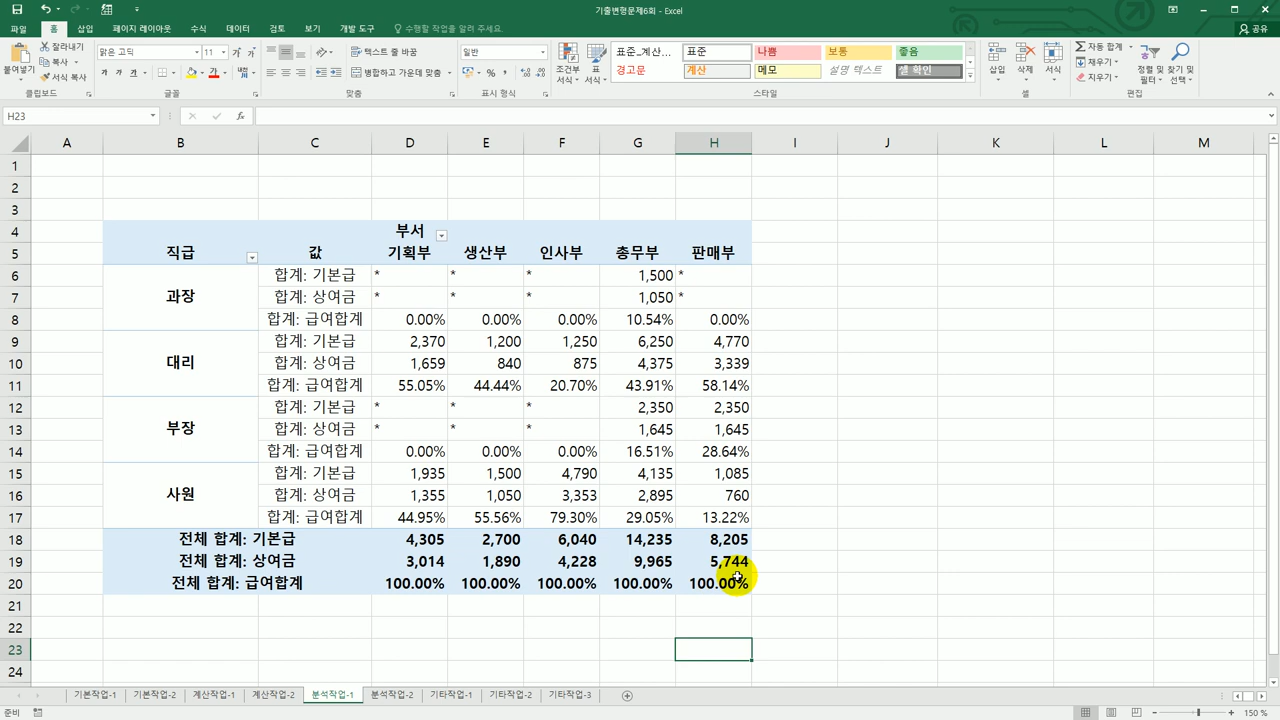 기출변형문제6회 - Excel
파일 홈 삽입 페이지 레이아웃 수식 데이터 검토 보기 개발 도구 수행할 작업을 알려 주세요. 공유
잘라내기
복사
서식 복사
붙여넣기
클립보드
맑은 고딕 11
가 가 가
글꼴
텍스트 줄 바꿈
병합하고 가운데 맞춤
맞춤
일반
표시 형식
조건부 서식
표 서식
표준_계산... 표준 나쁨 보통 좋음
경고문 계산 메모 설명 텍스트 셀 확인
스타일
삽입 삭제 서식
셀
자동 합계
채우기
지우기
정렬 및 필터
찾기 및 선택
편집
H23 fx
A B C D E F G H I J K L M
1
2
3
4 부서
5 직급 값 기획부 생산부 인사부 총무부 판매부
6 합계: 기본급 * * * 1,500 *
7 과장 합계: 상여금 * * * 1,050 *
8 합계: 급여합계 0.00% 0.00% 0.00% 10.54% 0.00%
9 합계: 기본급 2,370 1,200 1,250 6,250 4,770
10 대리 합계: 상여금 1,659 840 875 4,375 3,339
11 합계: 급여합계 55.05% 44.44% 20.70% 43.91% 58.14%
12 합계: 기본급 * * * 2,350 2,350
13 부장 합계: 상여금 * * * 1,645 1,645
14 합계: 급여합계 0.00% 0.00% 0.00% 16.51% 28.64%
15 합계: 기본급 1,935 1,500 4,790 4,135 1,085
16 사원 합계: 상여금 1,355 1,050 3,353 2,895 760
17 합계: 급여합계 44.95% 55.56% 79.30% 29.05% 13.22%
18 전체 합계: 기본급 4,305 2,700 6,040 14,235 8,205
19 전체 합계: 상여금 3,014 1,890 4,228 9,965 5,744
20 전체 합계: 급여합계 100.00% 100.00% 100.00% 100.00% 100.00%
21
22
23
24
기본작업-1 기본작업-2 계산작업-1 계산작업-2 분석작업-1 분석작업-2 기타작업-1 기타작업-2 기타작업-3
준비 150 %